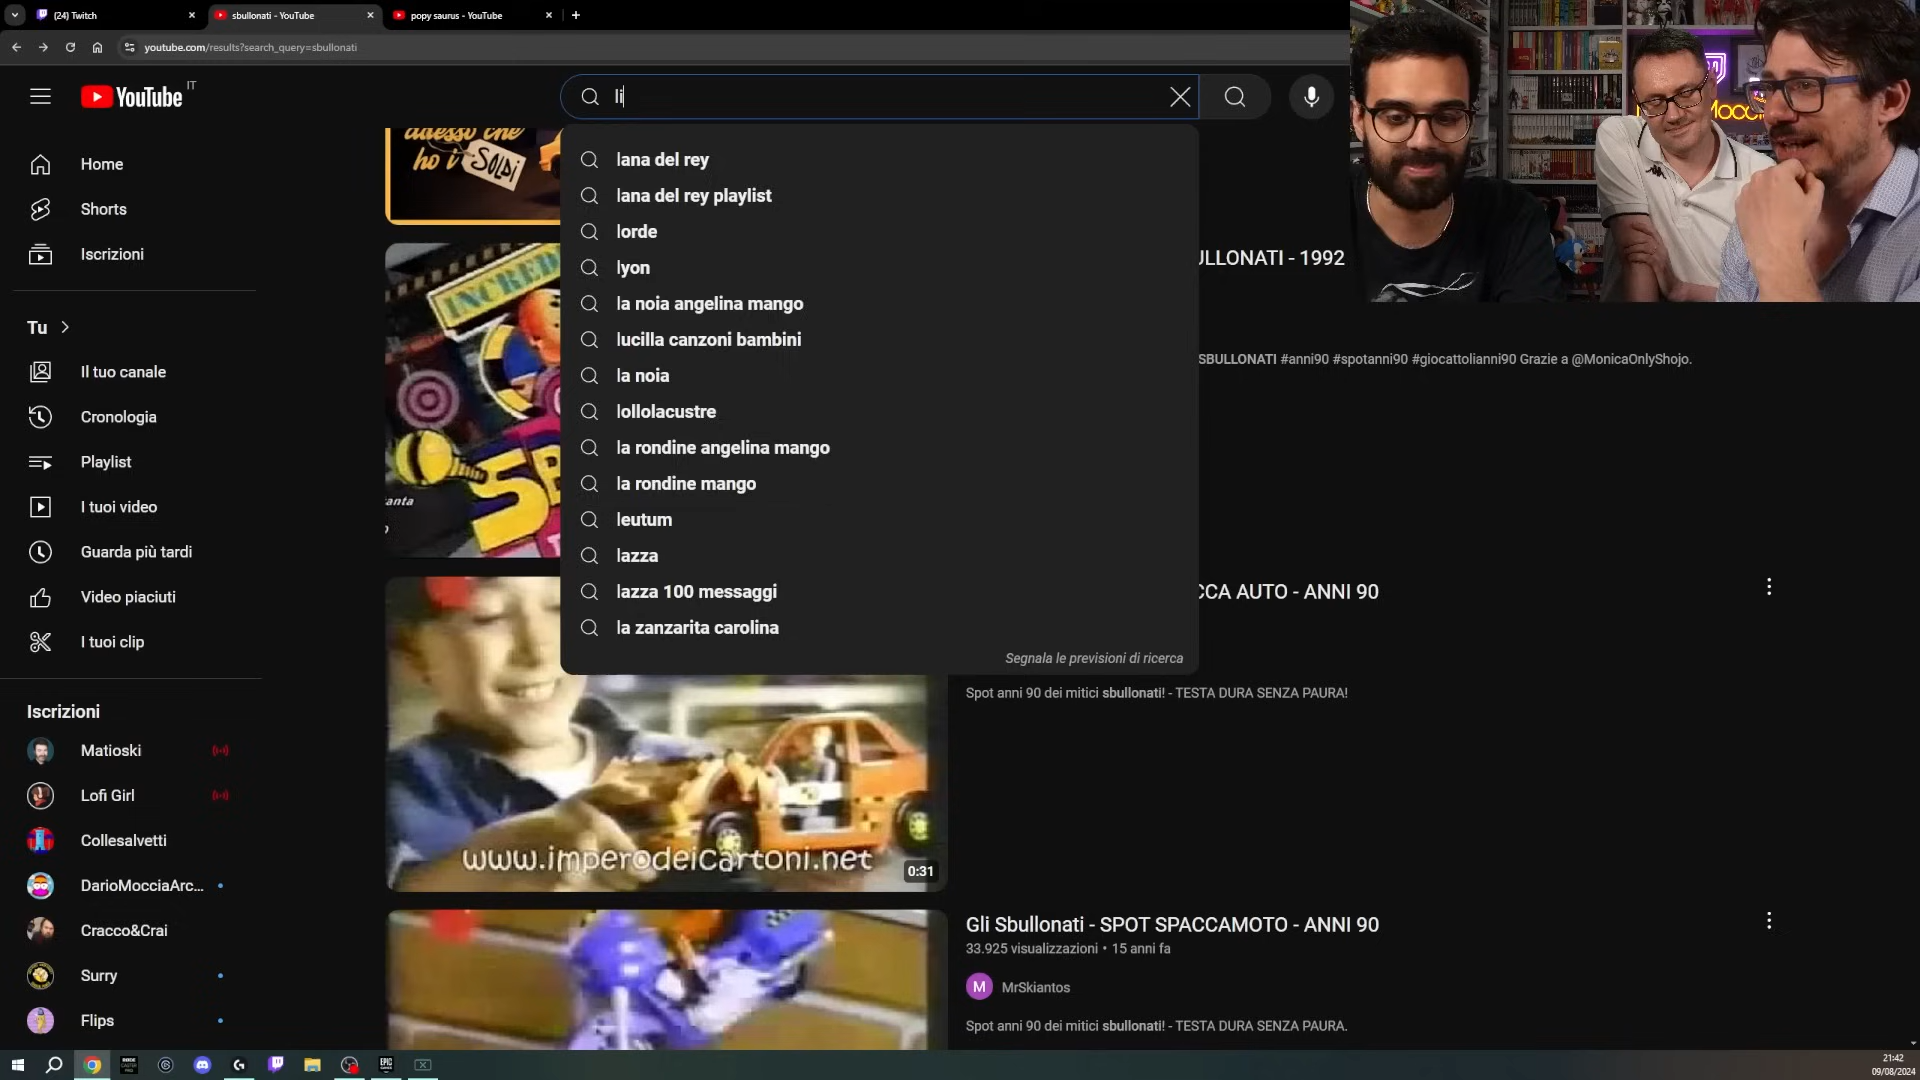 (24) Twitch
sbullonati - YouTube
popy saurus - YouTube
youtube.com/results?search_query=sbullonati
YouTube IT
li
Home
Shorts
Iscrizioni
Tu
Il tuo canale
Cronologia
Playlist
I tuoi video
Guarda più tardi
Video piaciuti
I tuoi clip
Iscrizioni
Matioski
Lofi Girl
Collesalvetti
DarioMocciaArc...
Cracco&Crai
Surry
Flips
lana del rey
lana del rey playlist
lorde
lyon
la noia angelina mango
lucilla canzoni bambini
la noia
lollolacustre
la rondine angelina mango
la rondine mango
leutum
lazza
lazza 100 messaggi
la zanzarita carolina
Segnala le previsioni di ricerca
adesso che
ho i SOLDI
INCRED
SB
ULLONATI - 1992
SBULLONATI #anni90 #spotanni90 #giocattolianni90 Grazie a @MonicaOnlyShojo.
CCA AUTO - ANNI 90
Spot anni 90 dei mitici sbullonati! - TESTA DURA SENZA PAURA!
www.imperodeicartoni.net
0:31
Gli Sbullonati - SPOT SPACCAMOTO - ANNI 90
33.925 visualizzazioni • 15 anni fa
M MrSkiantos
Spot anni 90 dei mitici sbullonati! - TESTA DURA SENZA PAURA.
21:42
09/08/2024